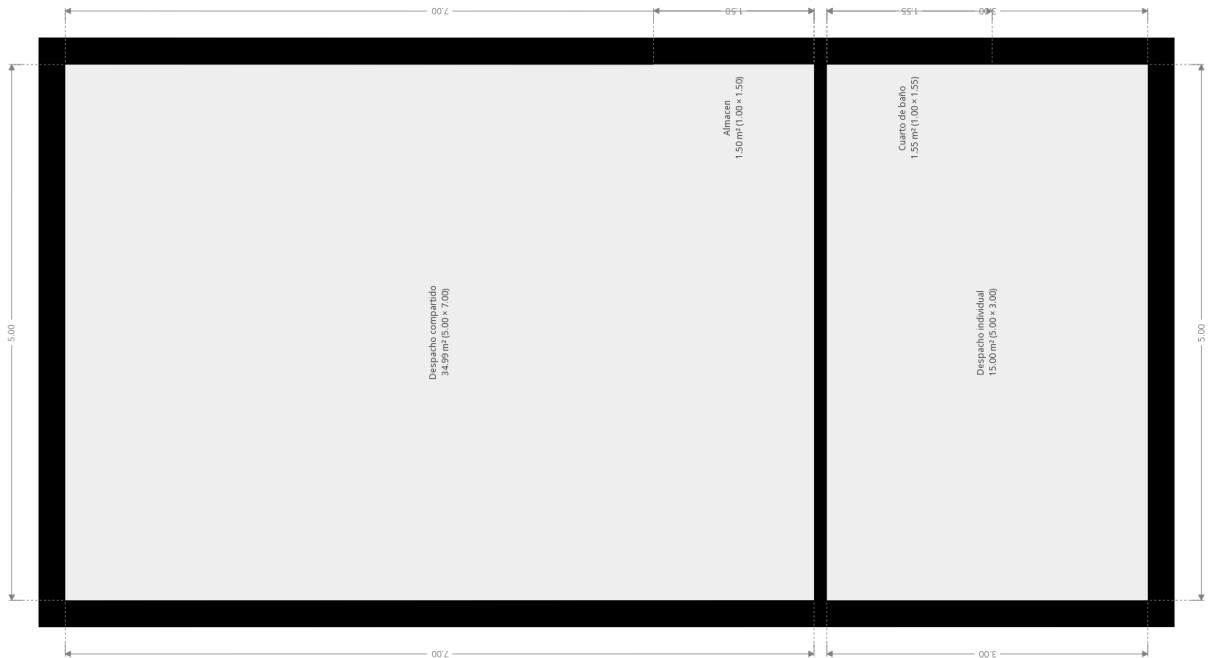 7.00
1.50
1.55
3.00
Almacen
1.50 m² (1.00 × 1.50)
Cuarto de baño
1.55 m² (1.00 × 1.55)
5.00
Despacho compartido
34.99 m² (5.00 × 7.00)
Despacho individual
15.00 m² (5.00 × 3.00)
5.00
7.00
3.00